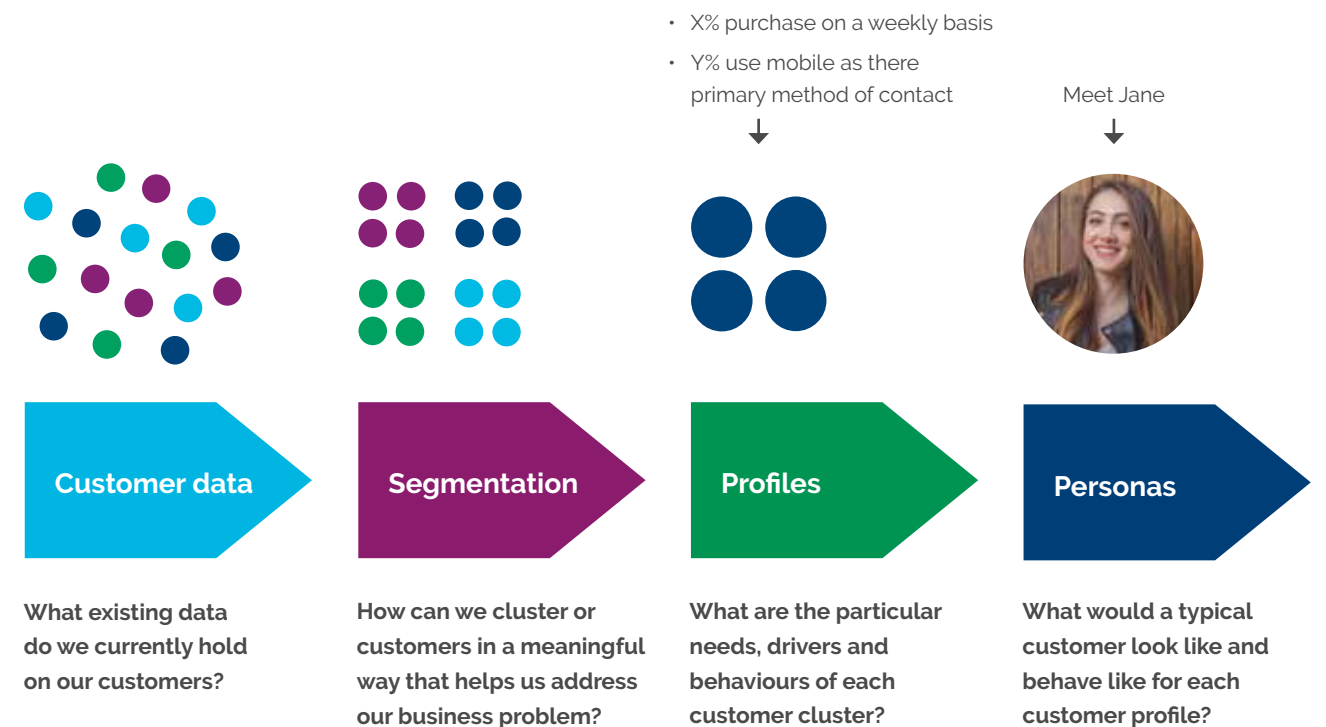 • X% purchase on a weekly basis
• Y% use mobile as there
primary method of contact
Meet Jane
Customer data
Segmentation
Profiles
Personas
What existing data
do we currently hold
on our customers?
How can we cluster or
customers in a meaningful
way that helps us address
our business problem?
What are the particular
needs, drivers and
behaviours of each
customer cluster?
What would a typical
customer look like and
behave like for each
customer profile?